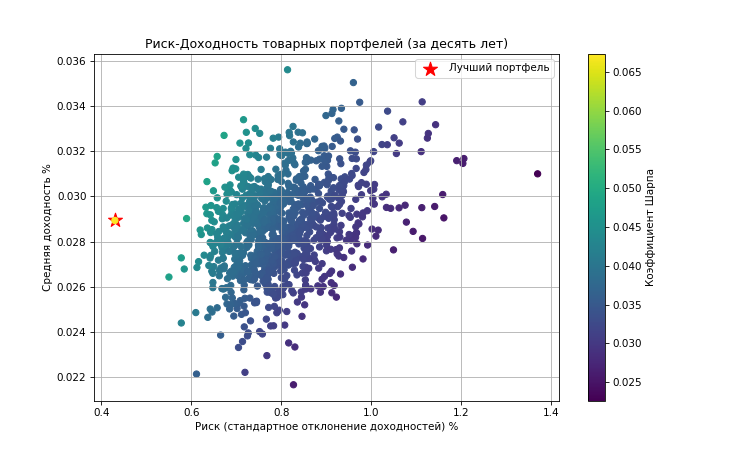 Риск-Доходность товарных портфелей (за десять лет)
Лучший портфель
Средняя доходность %
0.036
0.034
0.032
0.030
0.028
0.026
0.024
0.022
0.4 0.6 0.8 1.0 1.2 1.4
Риск (стандартное отклонение доходностей) %
0.065
0.060
0.055
0.050
0.045
0.040
0.035
0.030
0.025
Коэффициент Шарпа